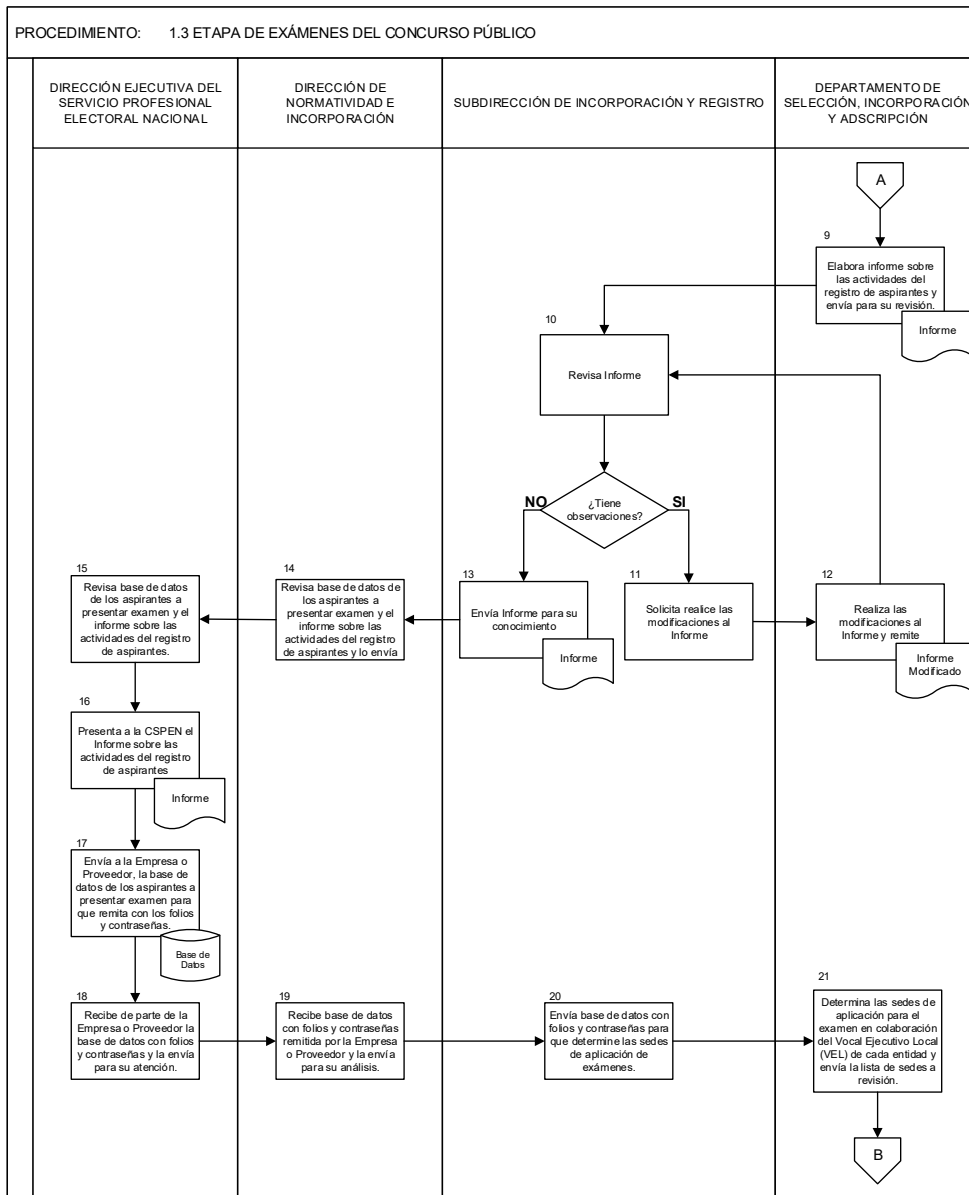 PROCEDIMIENTO: 1.3 ETAPA DE EXÁMENES DEL CONCURSO PÚBLICO
DIRECCIÓN EJECUTIVA DEL
SERVICIO PROFESIONAL
ELECTORAL NACIONAL
DIRECCIÓN DE
NORMATIVIDAD E
INCORPORACIÓN
SUBDIRECCIÓN DE INCORPORACIÓN Y REGISTRO
DEPARTAMENTO DE
SELECCIÓN, INCORPORACIÓN
Y ADSCRIPCIÓN
A
9
Elabora informe sobre
las actividades del
registro de aspirantes y
envía para su revisión.
Informe
10
Revisa Informe
¿Tiene
observaciones?
NO
SI
15
Revisa base de datos
de los aspirantes a
presentar examen y el
informe sobre las
actividades del registro
de aspirantes.
14
Revisa base de datos de
los aspirantes a
presentar examen y el
informe sobre las
actividades del registro
de aspirantes y lo envía
13
Envía Informe para su
conocimiento
Informe
11
Solicita realice las
modificaciones al
Informe
12
Realiza las
modificaciones al
Informe y remite
Informe
Modificado
16
Presenta a la CSPEN el
Informe sobre las
actividades del registro
de aspirantes
Informe
17
Envía a la Empresa o
Proveedor, la base de
datos de los aspirantes a
presentar examen para
que remita con los folios
y contraseñas.
Base de
Datos
18
Recibe de parte de la
Empresa o Proveedor la
base de datos con folios
y contraseñas y la envía
para su atención.
19
Recibe base de datos
con folios y contraseñas
remitida por la Empresa
o Proveedor y la envía
para su análisis.
20
Envía base de datos con
folios y contraseñas para
que determine las sedes
de aplicación de
exámenes.
21
Determina las sedes de
aplicación para el
examen en colaboración
del Vocal Ejecutivo Local
(VEL) de cada entidad y
envía la lista de sedes a
revisión.
B